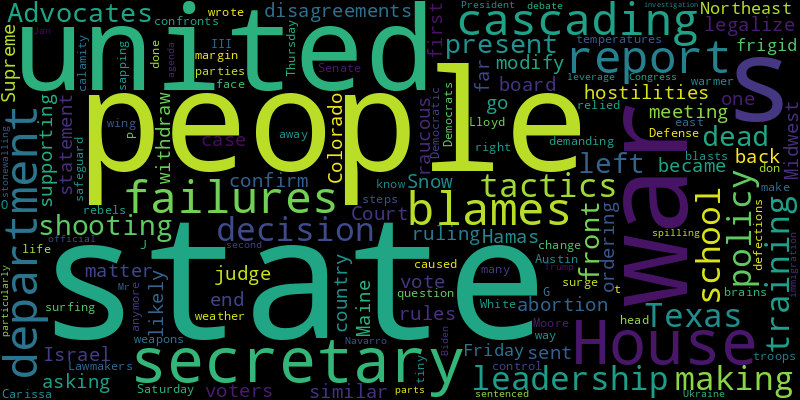 Advocates
wrote
disagreements
President
debate
investigation
Northeast
confronts
cascading
first
legalize
Supreme
united
III
done
Thursday
Jan
agenda
margin
parties
face
Senate
present
far
modify
report
temperatures
frigid
leverage
Congress
warmer
s
calamity
sapping
people
raucous
Democratic
Democrats
board
hostilities
relied
go
meeting
one
Midwest
stonewalling
department
supporting
statement
safeguard
wing
P
withdraw
case
Colorado
away
Lloyd
east
Defense
demanding
right
blasts
dead
war
left
back
became
don
O
rebels
failures
confirm
know
Snow
tactics
steps
Court
blames
front
ordering
school
policy
make
training
shooting
decision
ruling
Hamas
change
spilling
defections
immigration
life
official
J
state
second
matter
judge
country
Maine
vote
caused
many
Austin
Trump
brains
particularly
surfing
Mr
anymore
likely
end
weather
question
White
surge
t
abortion
G
rules
Moore
head
Texas
House
Israel
weapons
Navarro
Biden
way
Lawmakers
secretary
tiny
Friday
sent
control
troops
asking
leadership
making
Carissa
Saturday
voters
similar
parts
sentenced
Ukraine